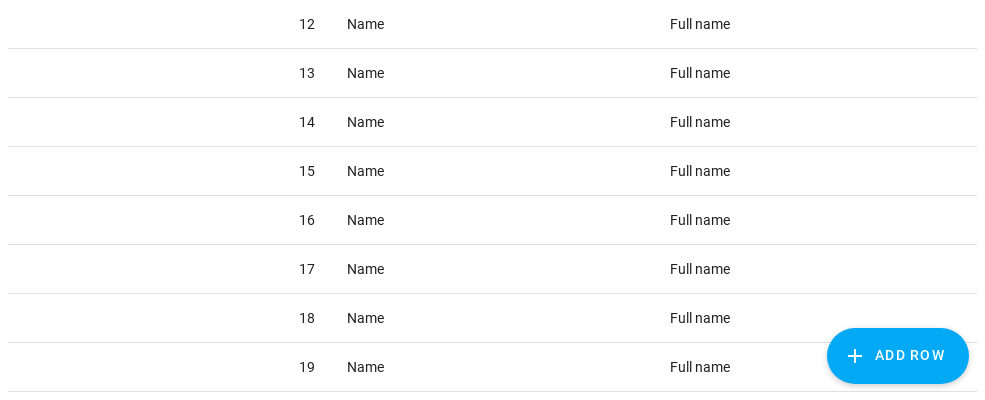 12 Name Full name
13 Name Full name
14 Name Full name
15 Name Full name
16 Name Full name
17 Name Full name
18 Name Full name
ADD ROW
19 Name Full name